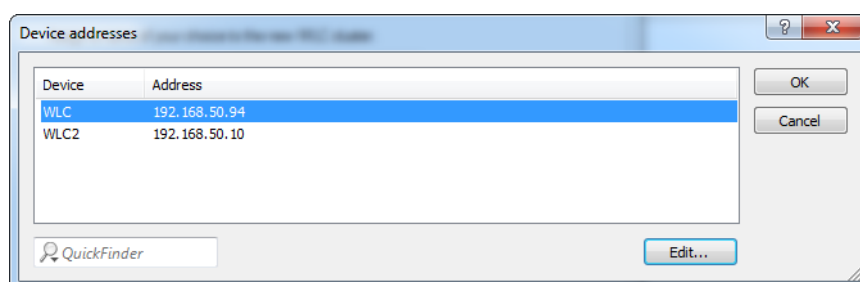 Device addresses
Device Address
WLC 192.168.50.94
WLC2 192.168.50.10
OK
Cancel
QuickFinder
Edit...